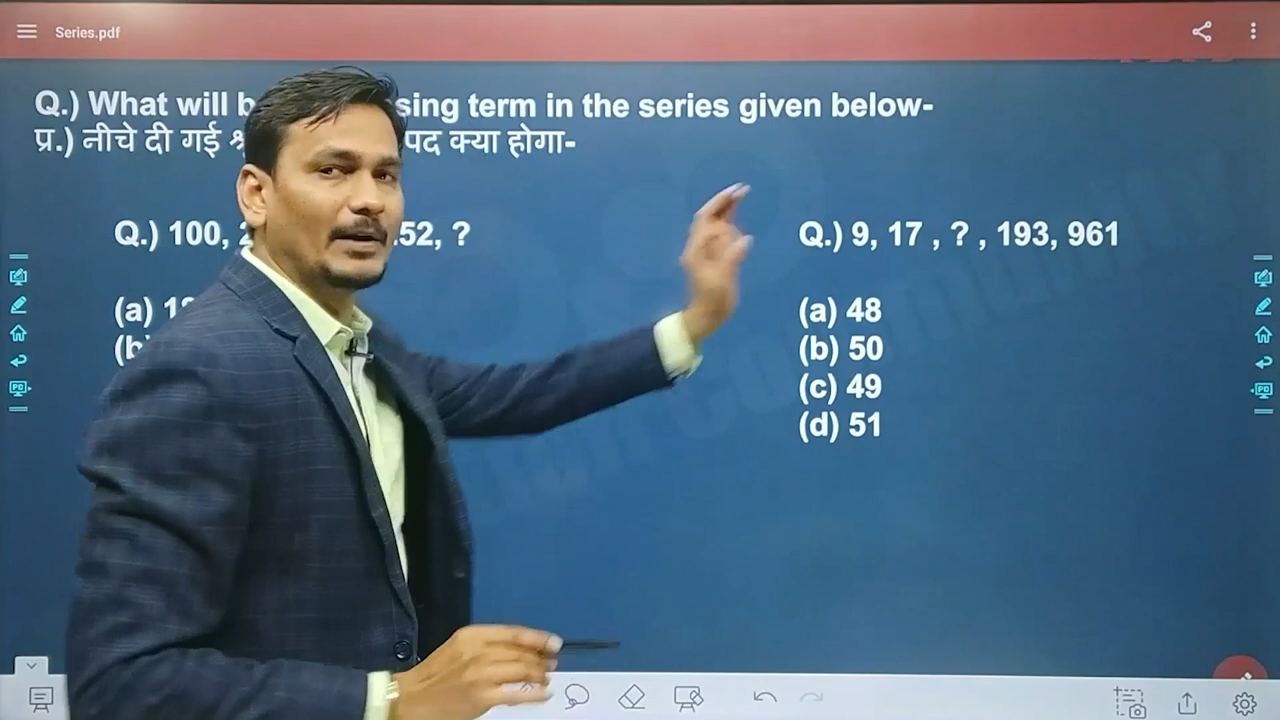 Series.pdf
Q.) What will term in the series given below-
प्र.) नीचे दी गई पद क्या होगा-
Q.) 100, 52, ?
Q.) 9, 17 , ? , 193, 961
(a)
(a) 48
(b) 50
(c) 49
(d) 51